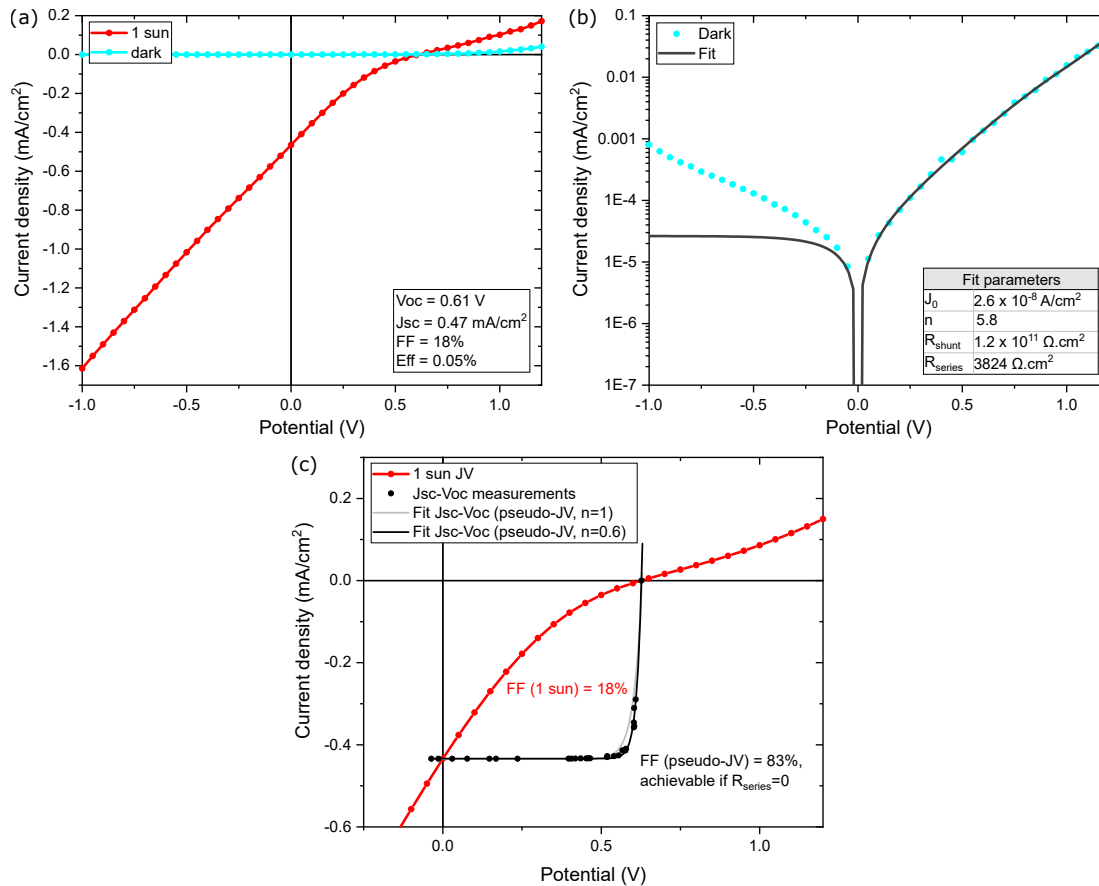 (a)
1 sun
dark
0.2
0.0
-0.2
-0.4
-0.6
-0.8
-1.0
-1.2
-1.4
-1.6
Current density (mA/cm²)
Voc = 0.61 V
Jsc = 0.47 mA/cm²
FF = 18%
Eff = 0.05%
-1.0 -0.5 0.0 0.5 1.0
Potential (V)
(b)
Dark
Fit
0.1
0.01
0.001
1E-4
1E-5
1E-6
1E-7
Current density (mA/cm²)
Fit parameters
J₀ 2.6 x 10⁻⁸ A/cm²
n 5.8
Rshunt 1.2 x 10¹¹ Ω.cm²
Rseries 3824 Ω.cm²
-1.0 -0.5 0.0 0.5 1.0
Potential (V)
(c)
1 sun JV
Jsc-Voc measurements
Fit Jsc-Voc (pseudo-JV, n=1)
Fit Jsc-Voc (pseudo-JV, n=0.6)
0.2
0.0
-0.2
-0.4
-0.6
Current density (mA/cm²)
FF (1 sun) = 18%
FF (pseudo-JV) = 83%,
achievable if Rseries=0
0.0 0.5 1.0
Potential (V)